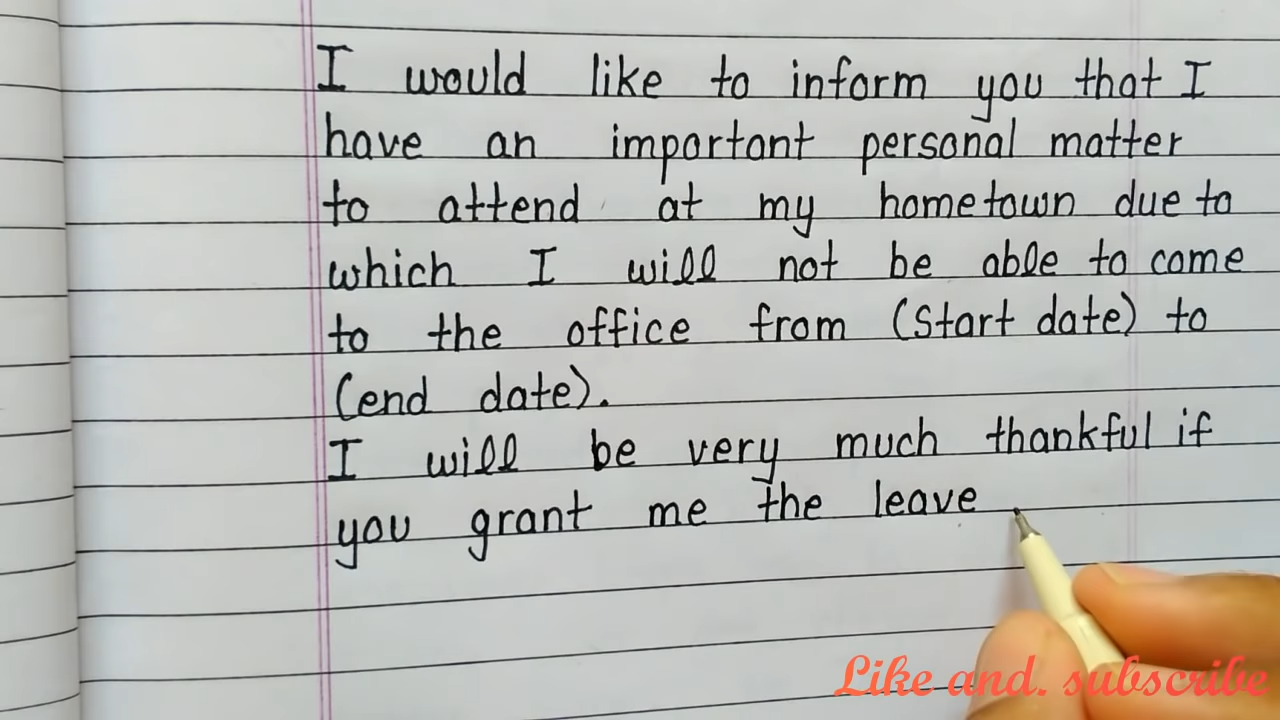 I would like to inform you that I
have an important personal matter
to attend at my hometown due to
which I will not be able to come
to the office from (Start date) to
(end date).
I will be very much thankful if
you grant me the leave
Like and. subscribe